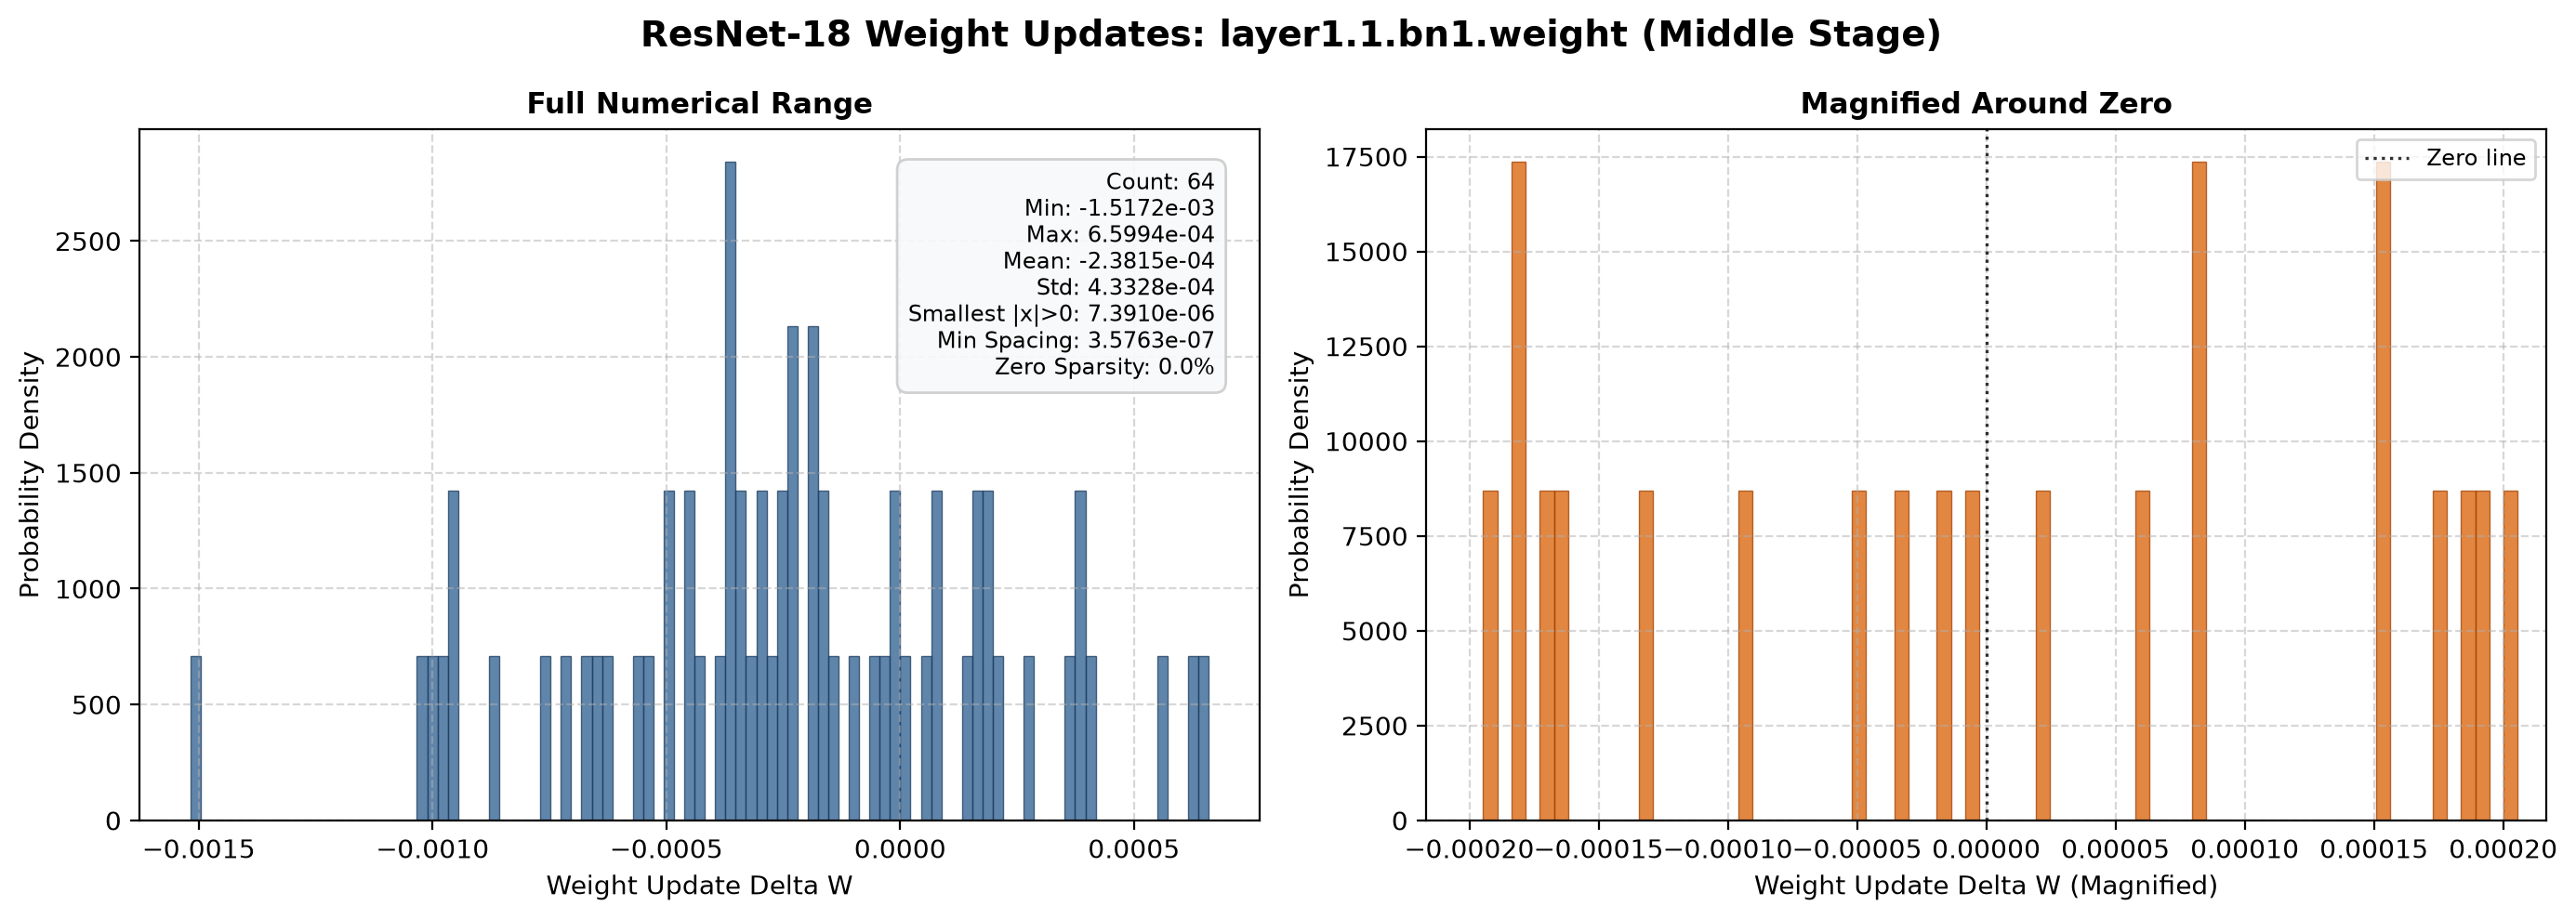 ResNet-18 Weight Updates: layer1.1.bn1.weight (Middle Stage)
Full Numerical Range
Probability Density
2500
2000
1500
1000
500
0
Count: 64
Min: -1.5172e-03
Max: 6.5994e-04
Mean: -2.3815e-04
Std: 4.3328e-04
Smallest |x|>0: 7.3910e-06
Min Spacing: 3.5763e-07
Zero Sparsity: 0.0%
−0.0015 −0.0010 −0.0005 0.0000 0.0005
Weight Update Delta W
Magnified Around Zero
Probability Density
17500
15000
12500
10000
7500
5000
2500
0
Zero line
−0.00020 −0.00015 −0.00010 −0.00005 0.00000 0.00005 0.00010 0.00015 0.00020
Weight Update Delta W (Magnified)